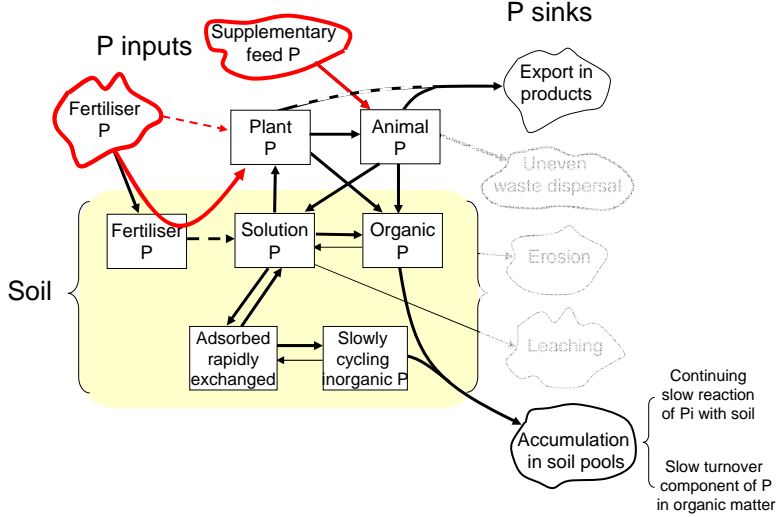 P sinks
P inputs
Supplementary
feed P
Export in
products
Fertiliser
P
Plant
P
Animal
P
Uneven
waste dispersal
Fertiliser
P
Solution
P
Organic
P
Erosion
Soil
Adsorbed
rapidly
exchanged
Slowly
cycling
inorganic P
Leaching
Continuing
slow reaction
of Pi with soil
Accumulation
in soil pools
Slow turnover
component of P
in organic matter